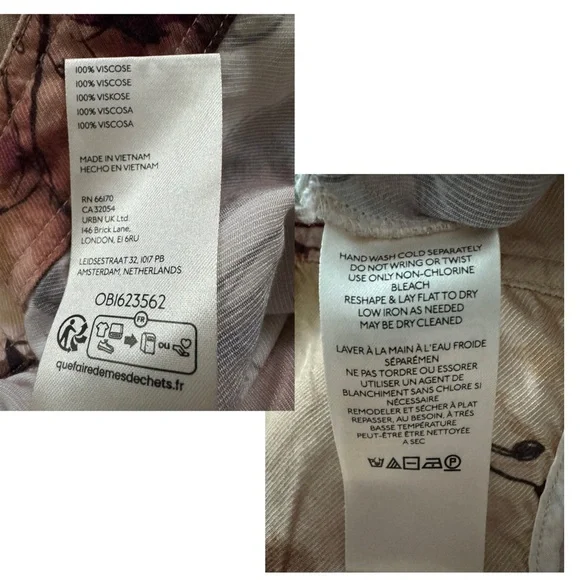 100% VISCOSE
100% VISCOSE
100% VISKOSE
100% VISCOSA
100% VISCOSA
MADE IN VIETNAM
HECHO EN VIETNAM
RN 66170
CA 32054
URBN UK Ltd.
146 Brick Lane,
LONDON, E1 6RU
LEIDSESTRAAT 32, 1017 PB
AMSTERDAM, NETHERLANDS
OB1623562
FR
OU
quefairedemesdechets.fr
HAND WASH COLD SEPARATELY
DO NOT WRING OR TWIST
USE ONLY NON-CHLORINE
BLEACH
RESHAPE & LAY FLAT TO DRY
LOW IRON AS NEEDED
MAY BE DRY CLEANED
LAVER À LA MAIN À L'EAU FROIDE
SÉPARÉMEN
NE PAS TORDRE OU ESSORER
UTILISER UN AGENT DE
BLANCHIMENT SANS CHLORE SI
NÉCESSAIRE
REMODELER ET SÉCHER À PLAT
REPASSER, AU BESOIN, À TRÈS
BASSE TEMPÉRATURE
PEUT-ÊTRE ÊTRE NETTOYÉE
A SEC
P